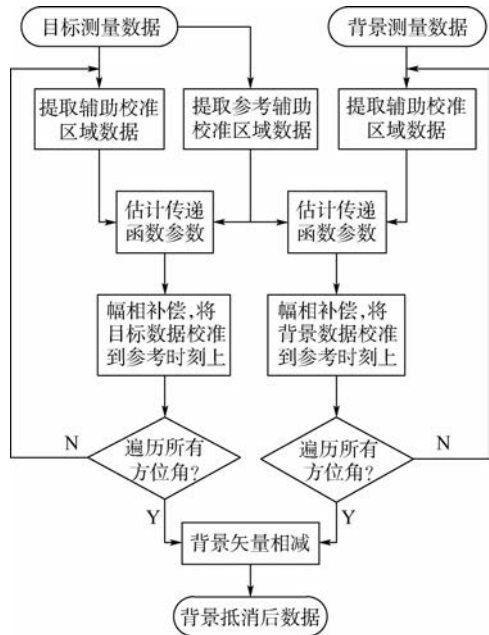 目标测量数据
背景测量数据
提取辅助校准
区域数据
提取参考辅助
校准区域数据
提取辅助校准
区域数据
估计传递
函数参数
估计传递
函数参数
幅相补偿,将
目标数据校准
到参考时刻上
幅相补偿,将
背景数据校准
到参考时刻上
N
遍历所有
方位角?
遍历所有
方位角?
N
Y
Y
背景矢量相减
背景抵消后数据